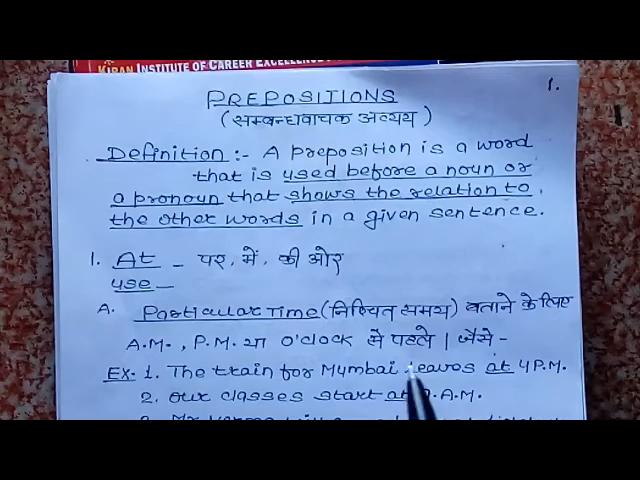 KIRAN INSTITUTE OF CAREER EXCELLENCE
1.
PREPOSITIONS
(सम्बन्धवाचक अव्यय)
Definition :- A preposition is a word
that is used before a noun or
a pronoun that shows the relation to
the other words in a given sentence.
1. At - पर, में, की ओर
use -
A. Particular Time (निश्चित समय) बताने के लिए
A.M., P.M. या o'clock से पहले। जैसे -
EX. 1. The train for Mumbai leaves at 4 P.M.
2. Our classes start at A.M.